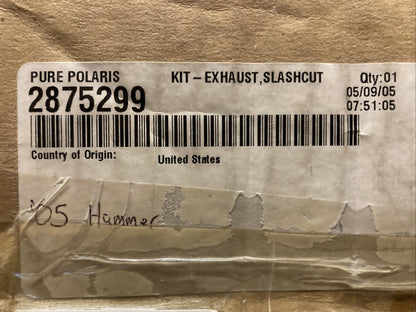 PURE POLARIS KIT – EXHAUST,SLASHCUT Qty:01
2875299 05/09/05
07:51:05
Country of Origin: United States
'05 Hammer